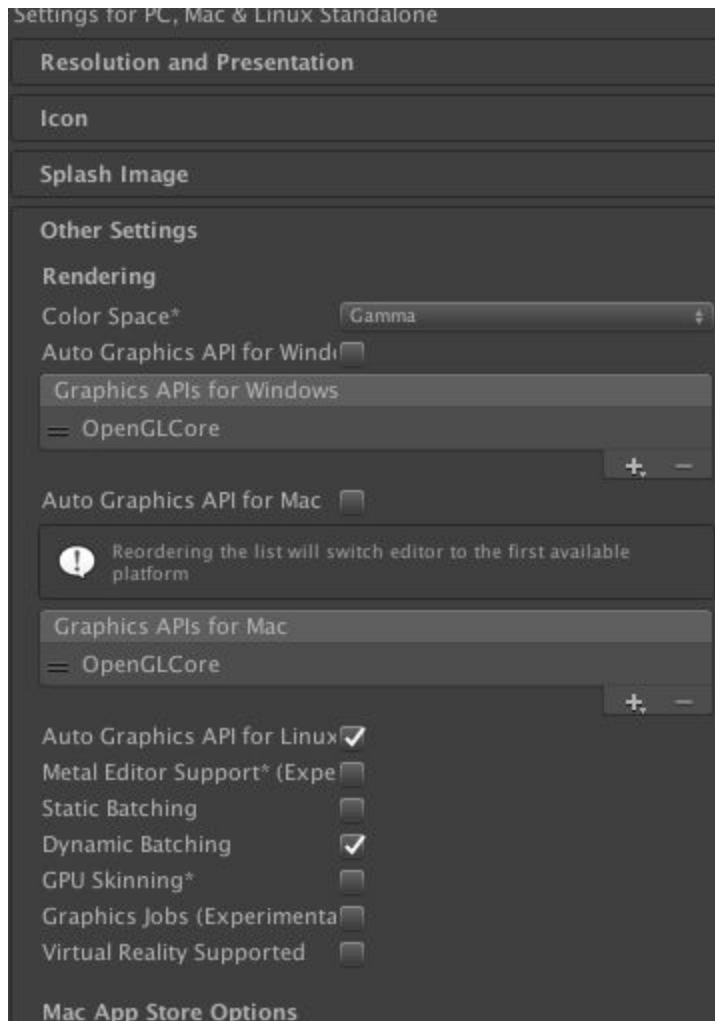 Settings for PC, Mac & Linux Standalone
Resolution and Presentation
Icon
Splash Image
Other Settings
Rendering
Color Space* Gamma
Auto Graphics API for Wind
Graphics APIs for Windows
OpenGLCore
Auto Graphics API for Mac
Reordering the list will switch editor to the first available
platform
Graphics APIs for Mac
OpenGLCore
Auto Graphics API for Linux
Metal Editor Support* (Expe
Static Batching
Dynamic Batching
GPU Skinning*
Graphics Jobs (Experimenta
Virtual Reality Supported
Mac App Store Options